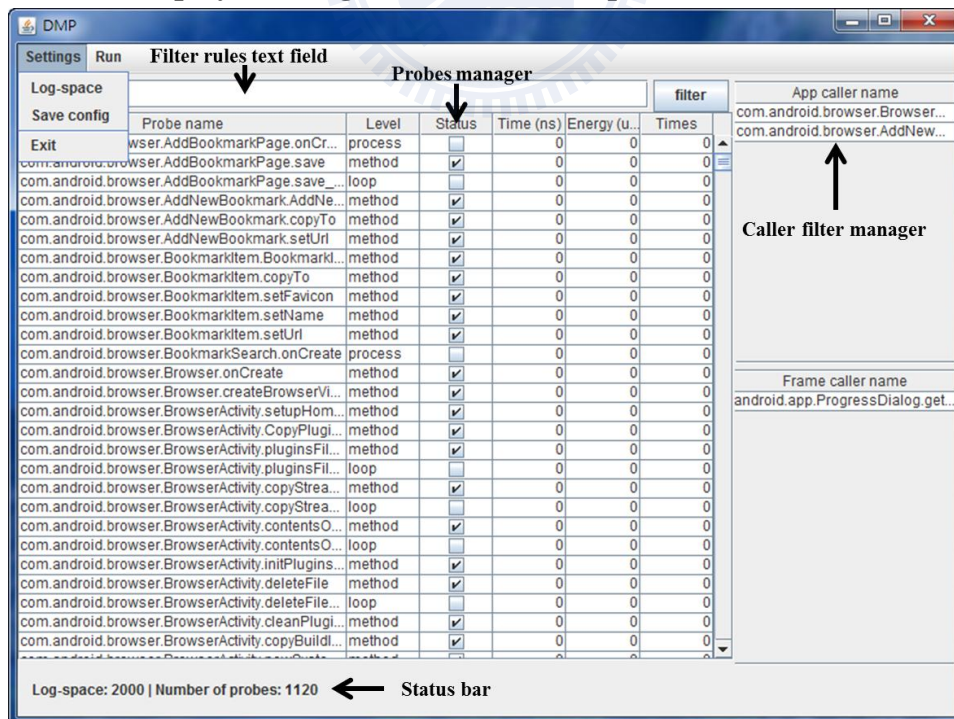 DMP
Settings Run Filter rules text field
Probes manager
Log-space
Save config
Exit
filter
Probe name Level Status Time (ns) Energy (u... Times
wser.AddBookmarkPage.onCr... process 0 0 0
com.android.browser.AddBookmarkPage.save method 0 0 0
com.android.browser.AddBookmarkPage.save_... loop 0 0 0
com.android.browser.AddNewBookmark.AddNe... method 0 0 0
com.android.browser.AddNewBookmark.copyTo method 0 0 0
com.android.browser.AddNewBookmark.setUrl method 0 0 0
com.android.browser.BookmarkItem.BookmarkI... method 0 0 0
com.android.browser.BookmarkItem.copyTo method 0 0 0
com.android.browser.BookmarkItem.setFavicon method 0 0 0
com.android.browser.BookmarkItem.setName method 0 0 0
com.android.browser.BookmarkItem.setUrl method 0 0 0
com.android.browser.BookmarkSearch.onCreate process 0 0 0
com.android.browser.Browser.onCreate method 0 0 0
com.android.browser.Browser.createBrowserVi... method 0 0 0
com.android.browser.BrowserActivity.setupHom... method 0 0 0
com.android.browser.BrowserActivity.CopyPlugi... method 0 0 0
com.android.browser.BrowserActivity.pluginsFil... method 0 0 0
com.android.browser.BrowserActivity.pluginsFil... loop 0 0 0
com.android.browser.BrowserActivity.copyStrea... method 0 0 0
com.android.browser.BrowserActivity.copyStrea... loop 0 0 0
com.android.browser.BrowserActivity.contentsO... method 0 0 0
com.android.browser.BrowserActivity.contentsO... loop 0 0 0
com.android.browser.BrowserActivity.initPlugins... method 0 0 0
com.android.browser.BrowserActivity.deleteFile method 0 0 0
com.android.browser.BrowserActivity.deleteFile... loop 0 0 0
com.android.browser.BrowserActivity.cleanPlugi... method 0 0 0
com.android.browser.BrowserActivity.copyBuildI... method 0 0 0
App caller name
com.android.browser.Browser...
com.android.browser.AddNew...
Caller filter manager
Frame caller name
android.app.ProgressDialog.get...
Log-space: 2000 | Number of probes: 1120 Status bar